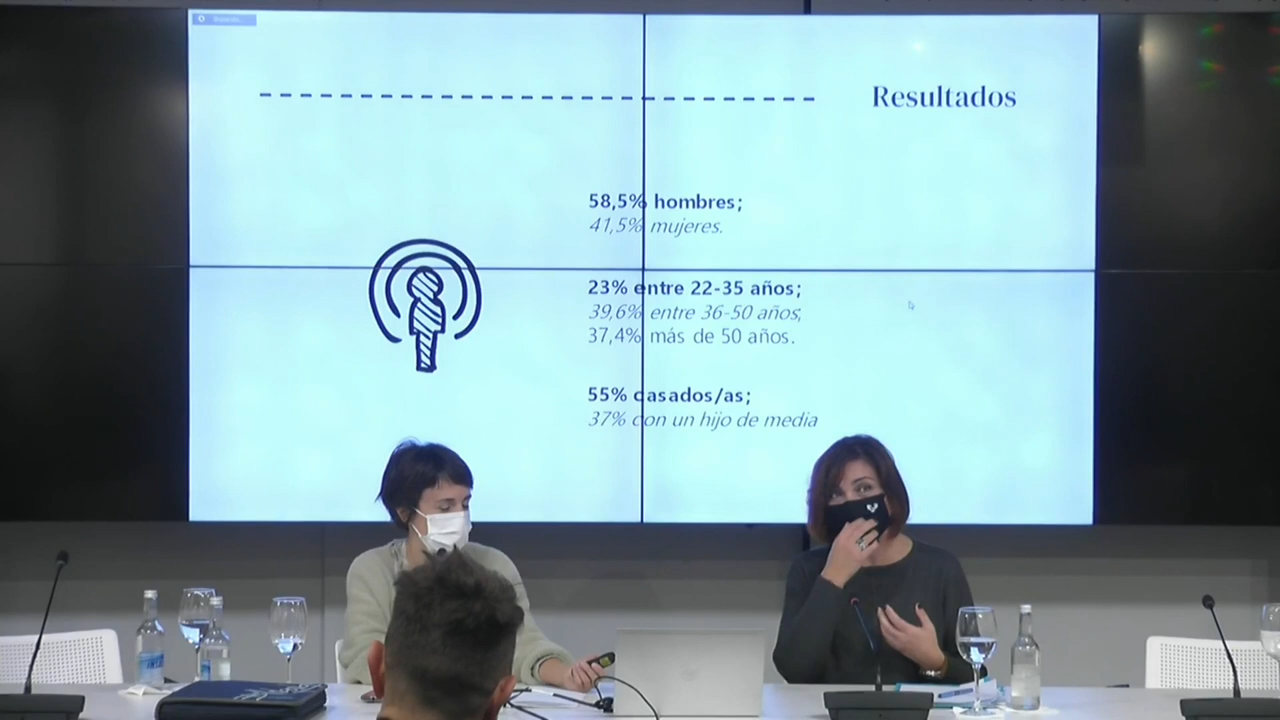 Resultados
58,5% hombres;
41,5% mujeres.
23% entre 22-35 años;
39,6% entre 36-50 años;
37,4% más de 50 años.
55% casados/as;
37% con un hijo de media